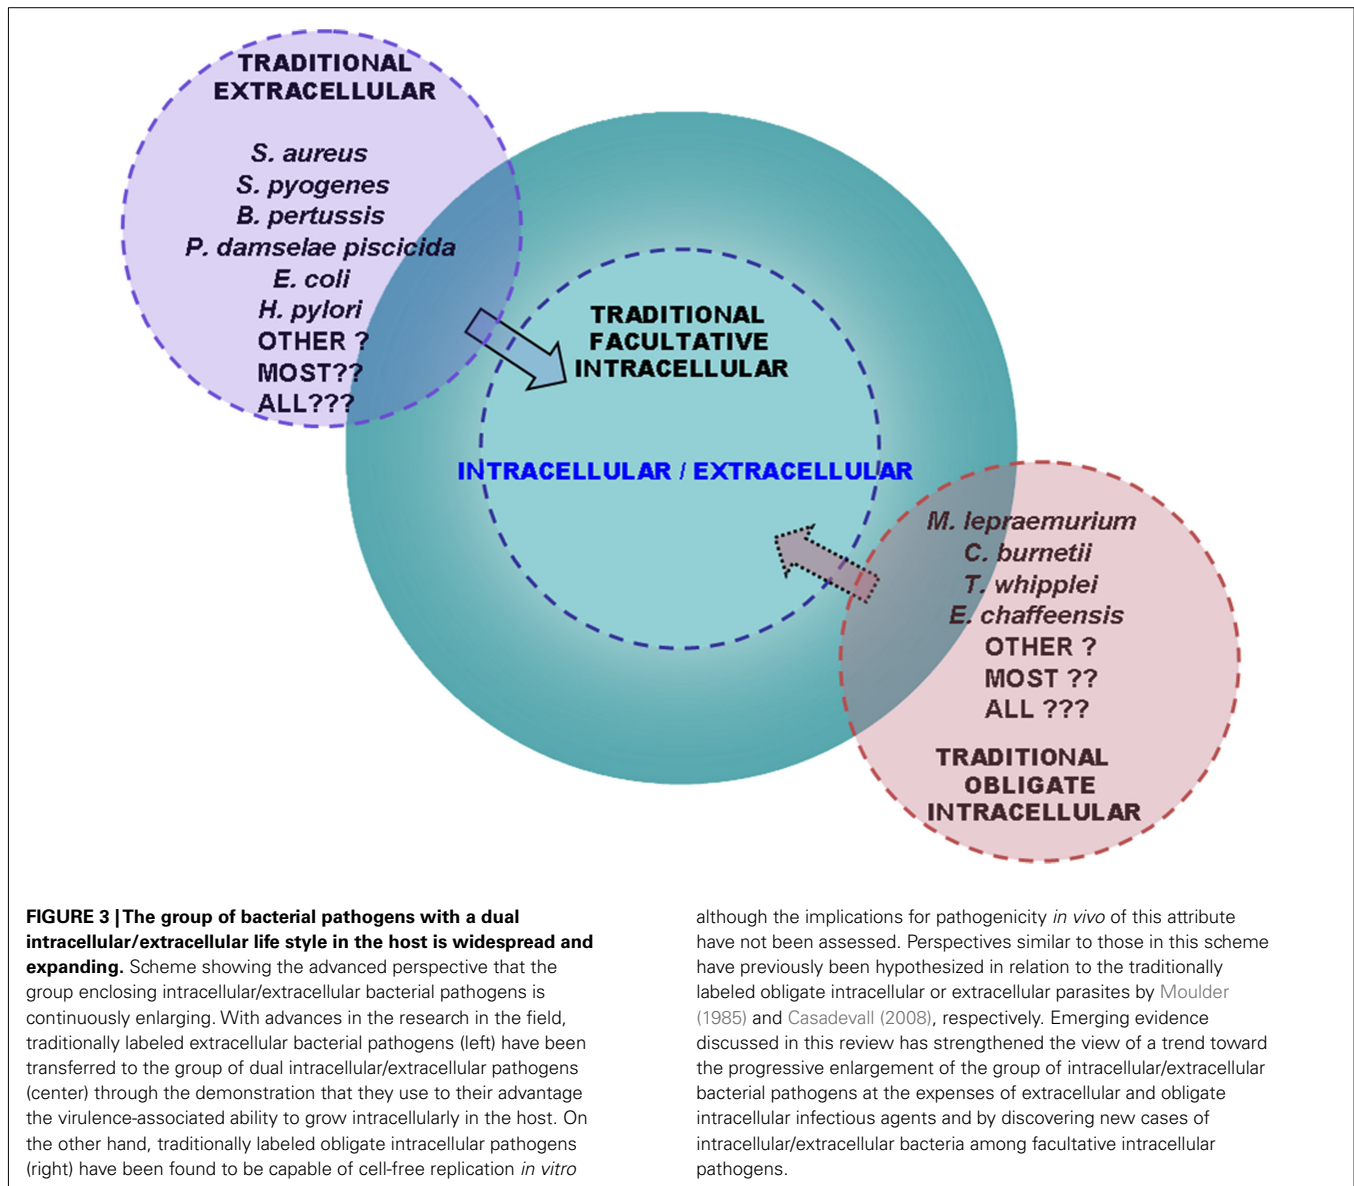 TRADITIONAL
EXTRACELLULAR
S. aureus
S. pyogenes
B. pertussis
P. damselae piscicida
E. coli
H. pylori
OTHER ?
MOST??
ALL???
TRADITIONAL
FACULTATIVE
INTRACELLULAR
INTRACELLULAR / EXTRACELLULAR
M. lepraemurium
C. burnetii
T. whipplei
E. chaffeensis
OTHER ?
MOST ??
ALL ???
TRADITIONAL
OBLIGATE
INTRACELLULAR
FIGURE 3 | The group of bacterial pathogens with a dual
intracellular/extracellular life style in the host is widespread and
expanding. Scheme showing the advanced perspective that the
group enclosing intracellular/extracellular bacterial pathogens is
continuously enlarging. With advances in the research in the field,
traditionally labeled extracellular bacterial pathogens (left) have been
transferred to the group of dual intracellular/extracellular pathogens
(center) through the demonstration that they use to their advantage
the virulence-associated ability to grow intracellularly in the host. On
the other hand, traditionally labeled obligate intracellular pathogens
(right) have been found to be capable of cell-free replication in vitro
although the implications for pathogenicity in vivo of this attribute
have not been assessed. Perspectives similar to those in this scheme
have previously been hypothesized in relation to the traditionally
labeled obligate intracellular or extracellular parasites by Moulder
(1985) and Casadevall (2008), respectively. Emerging evidence
discussed in this review has strengthened the view of a trend toward
the progressive enlargement of the group of intracellular/extracellular
bacterial pathogens at the expenses of extracellular and obligate
intracellular infectious agents and by discovering new cases of
intracellular/extracellular bacteria among facultative intracellular
pathogens.